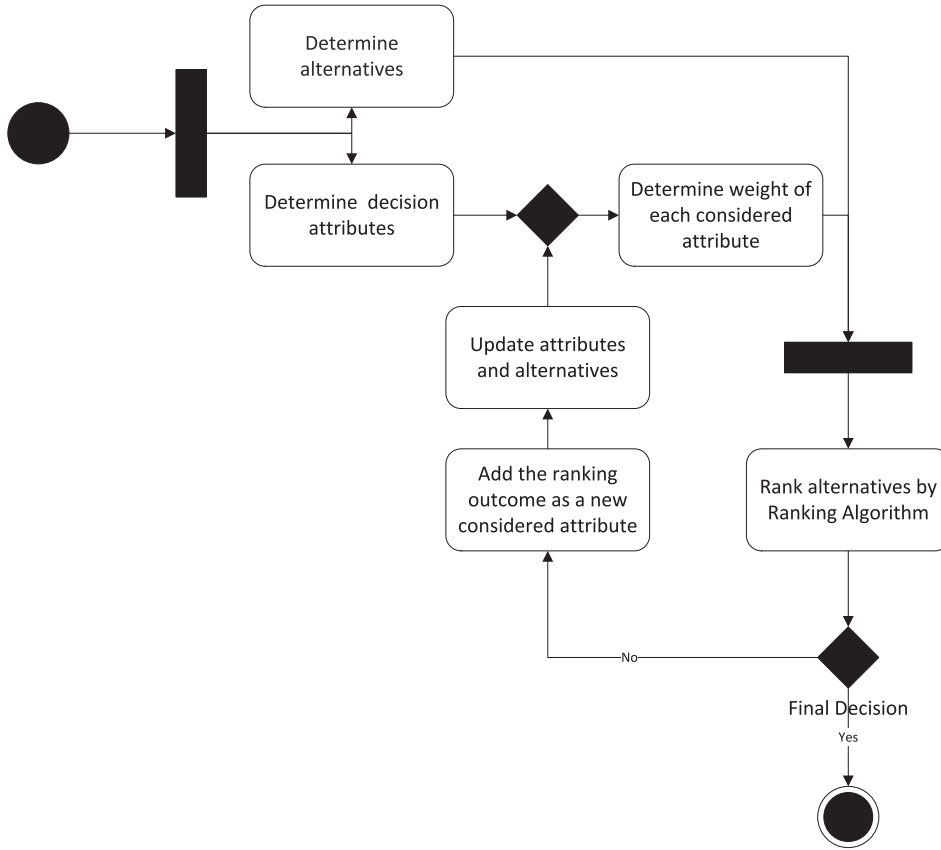 Determine
alternatives
Determine decision
attributes
Determine weight of
each considered
attribute
Update attributes
and alternatives
Add the ranking
outcome as a new
considered attribute
Rank alternatives by
Ranking Algorithm
No
Final Decision
Yes